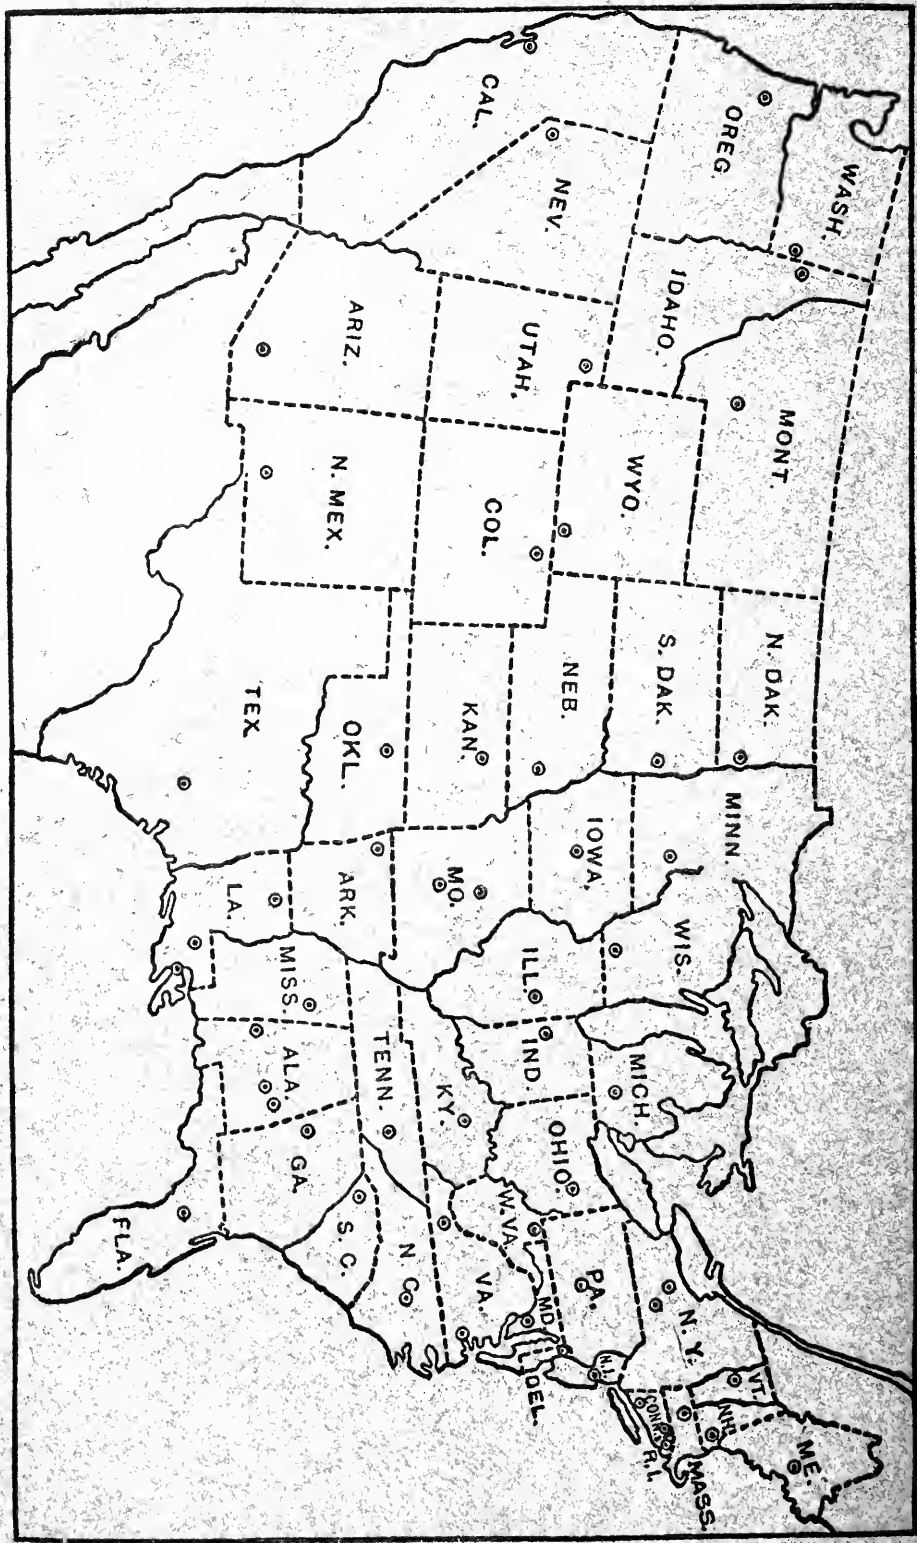 WASH.
OREG.
CAL.
NEV.
IDAHO.
MONT
UTAH.
ARIZ.
WYO.
COL.
N. MEX.
N. DAK.
S. DAK.
NEB.
KAN.
OKL.
TEX.
MINN.
IOWA.
MO.
ARK.
LA.
WIS.
ILL.
MISS.
MICH.
IND.
OHIO.
KY.
TENN.
ALA.
GA.
FLA.
S. C.
N. C.
W. VA.
VA.
PA.
MD.
DEL.
N.J.
N. Y.
VT.
N.H.
ME.
MASS.
CONN.
R.I.